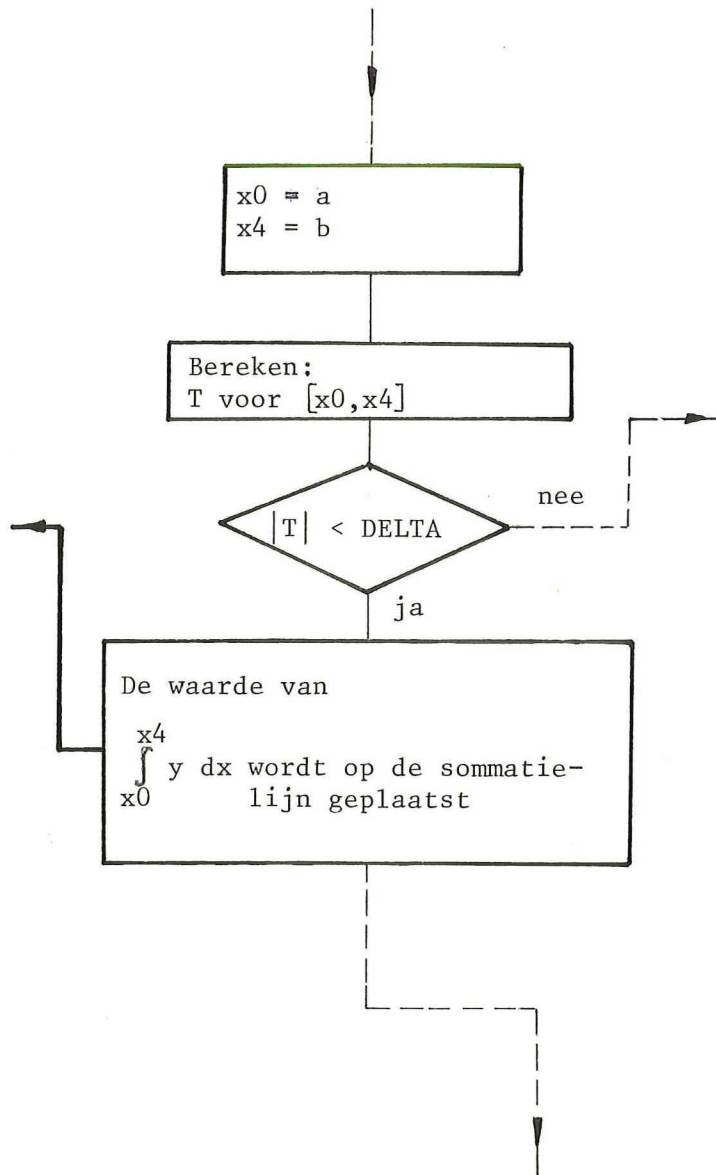 x0 = a
x4 = b
Bereken:
T voor [x0,x4]
nee
|T| < DELTA
ja
De waarde van
x4
∫ y dx wordt op de sommatie-
x0 lijn geplaatst